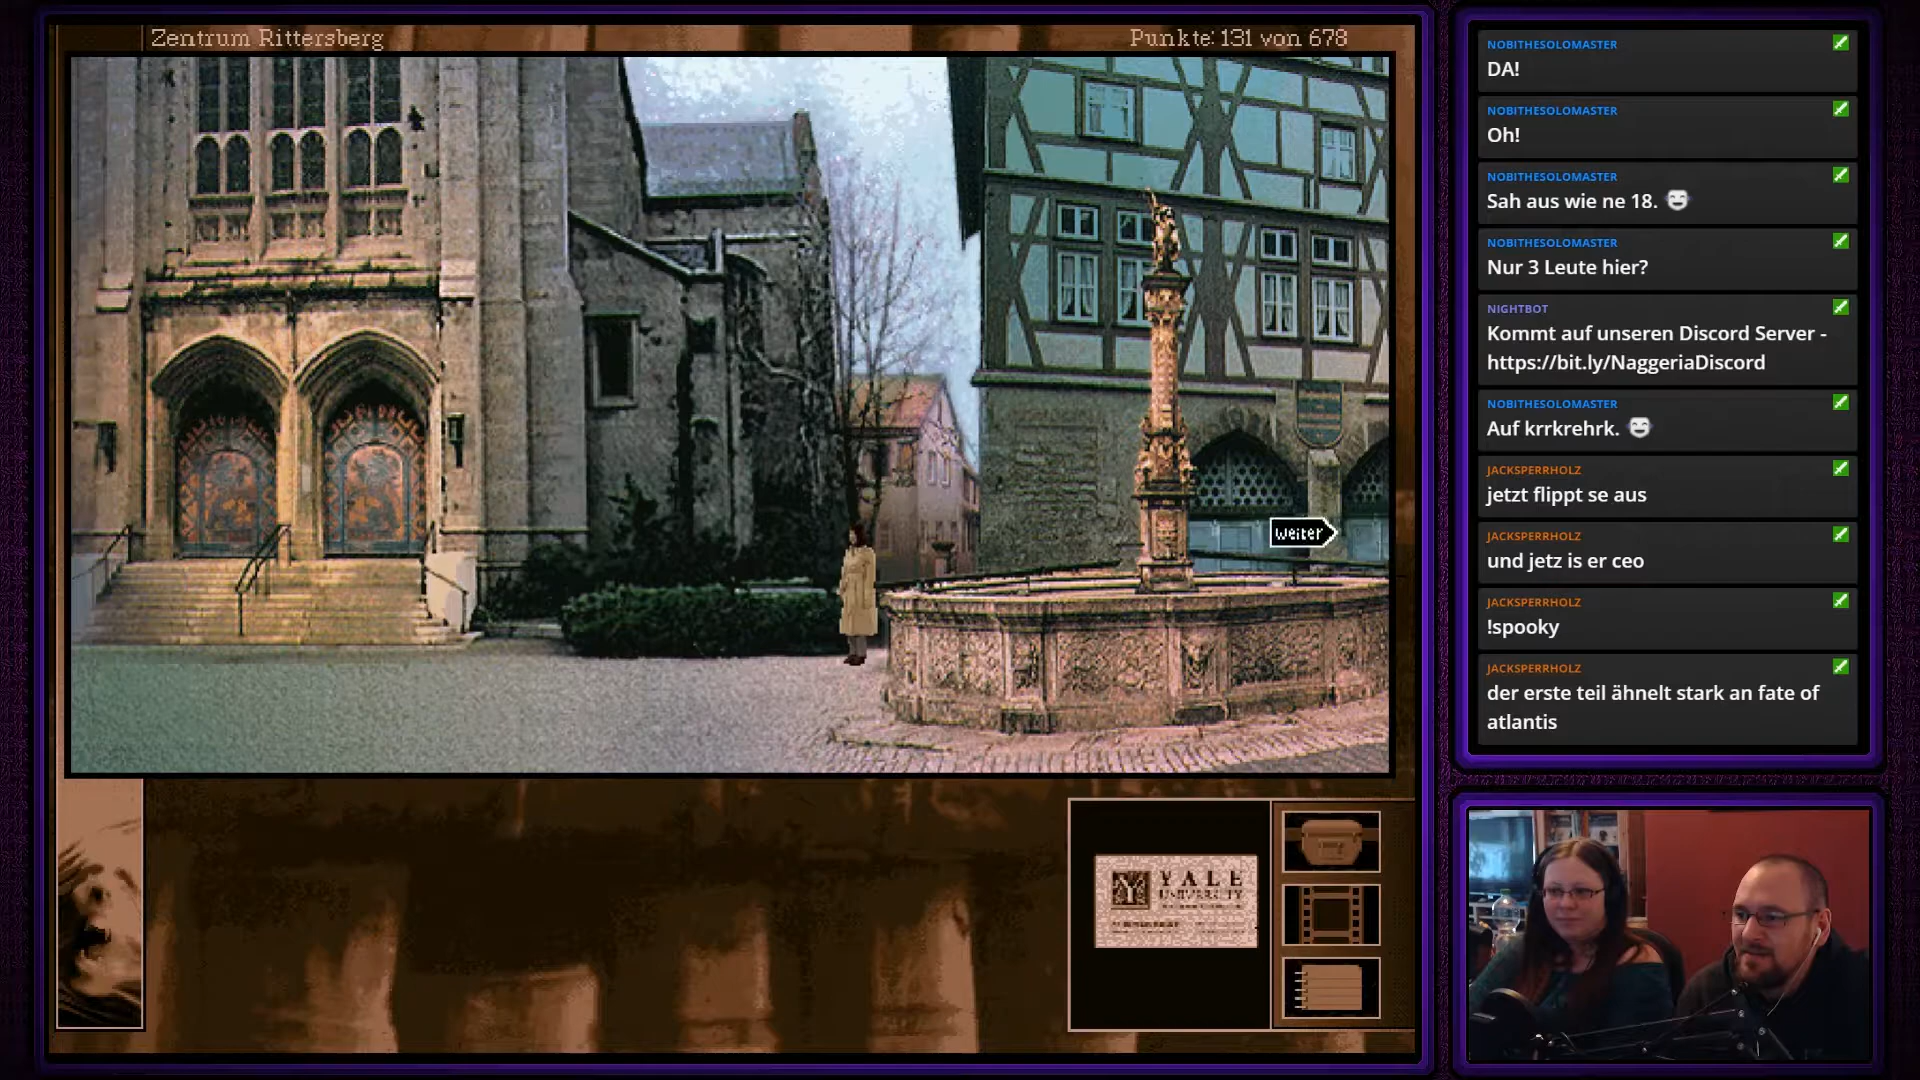 Zentrum Rittersberg
Punkte: 131 von 678
weiter
YALE
UNIVERSITY
NOBITHESOLOMASTER
DA!
NOBITHESOLOMASTER
Oh!
NOBITHESOLOMASTER
Sah aus wie ne 18.
NOBITHESOLOMASTER
Nur 3 Leute hier?
NIGHTBOT
Kommt auf unseren Discord Server -
https://bit.ly/NaggeriaDiscord
NOBITHESOLOMASTER
Auf krrkrehrk.
JACKSPERRHOLZ
jetzt flippt se aus
JACKSPERRHOLZ
und jetz is er ceo
JACKSPERRHOLZ
!spooky
JACKSPERRHOLZ
der erste teil ähnelt stark an fate of
atlantis